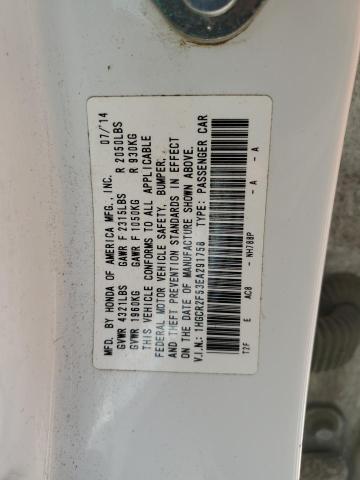 MFD. BY HONDA OF AMERICA MFG., INC. 07/14
GVWR 4321LBS GAWR F 2315LBS R 2050LBS
GVWR 1960KG GAWR F 1050KG R 930KG
THIS VEHICLE CONFORMS TO ALL APPLICABLE
FEDERAL MOTOR VEHICLE SAFETY, BUMPER,
AND THEFT PREVENTION STANDARDS IN EFFECT
ON THE DATE OF MANUFACTURE SHOWN ABOVE.
V.I.N.: 1HGCR2F53EA291758 TYPE: PASSENGER CAR
T2F E AC8 - NH788P - A - A